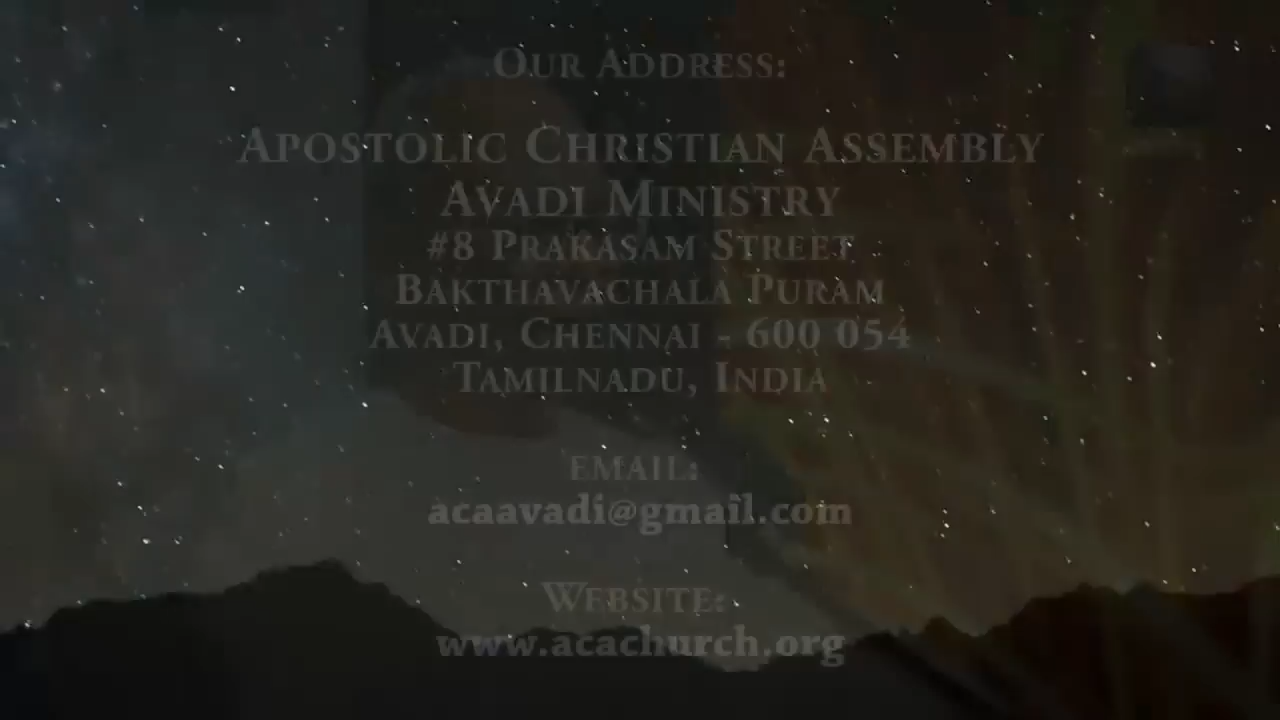 OUR ADDRESS:
APOSTOLIC CHRISTIAN ASSEMBLY
AVADI MINISTRY
#8 PRAKASAM STREET
BAKTHAVACHALA PURAM
AVADI, CHENNAI - 600 054
TAMILNADU, INDIA
EMAIL:
acaavadi@gmail.com
WEBSITE:
www.acachurch.org